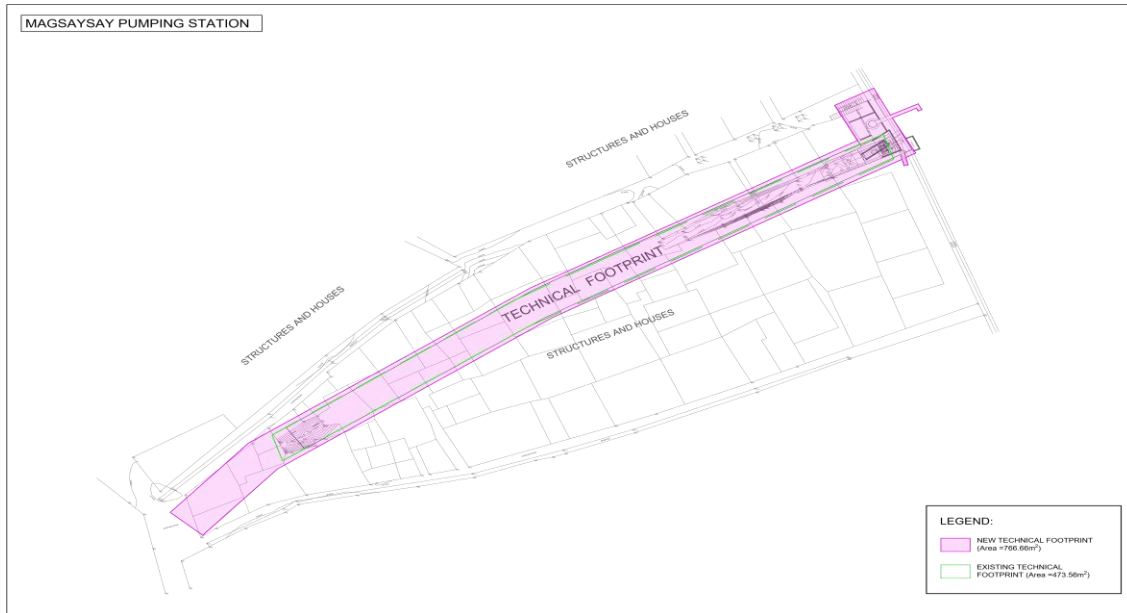 MAGSAYSAY PUMPING STATION
STRUCTURES AND HOUSES
STRUCTURES AND HOUSES
TECHNICAL FOOTPRINT
STRUCTURES AND HOUSES
LEGEND:
NEW TECHNICAL FOOTPRINT
(Area =766.66m²)
EXISTING TECHNICAL
FOOTPRINT (Area =473.56m²)